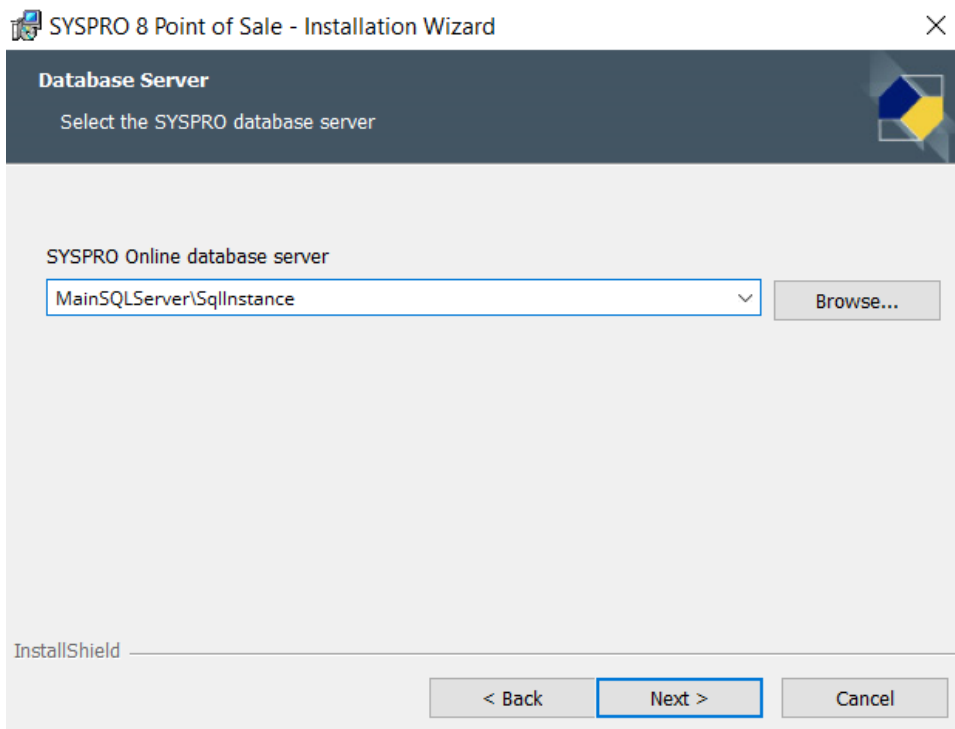 SYSPRO 8 Point of Sale - Installation Wizard
Database Server
Select the SYSPRO database server
SYSPRO Online database server
MainSQLServer\SqlInstance
Browse...
InstallShield
< Back
Next >
Cancel